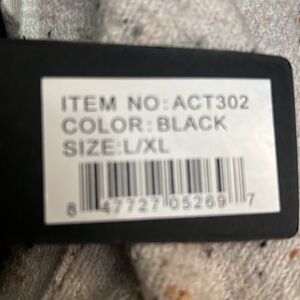 ITEM NO: ACT302
COLOR: BLACK
SIZE: L/XL
8 47727 05269 7